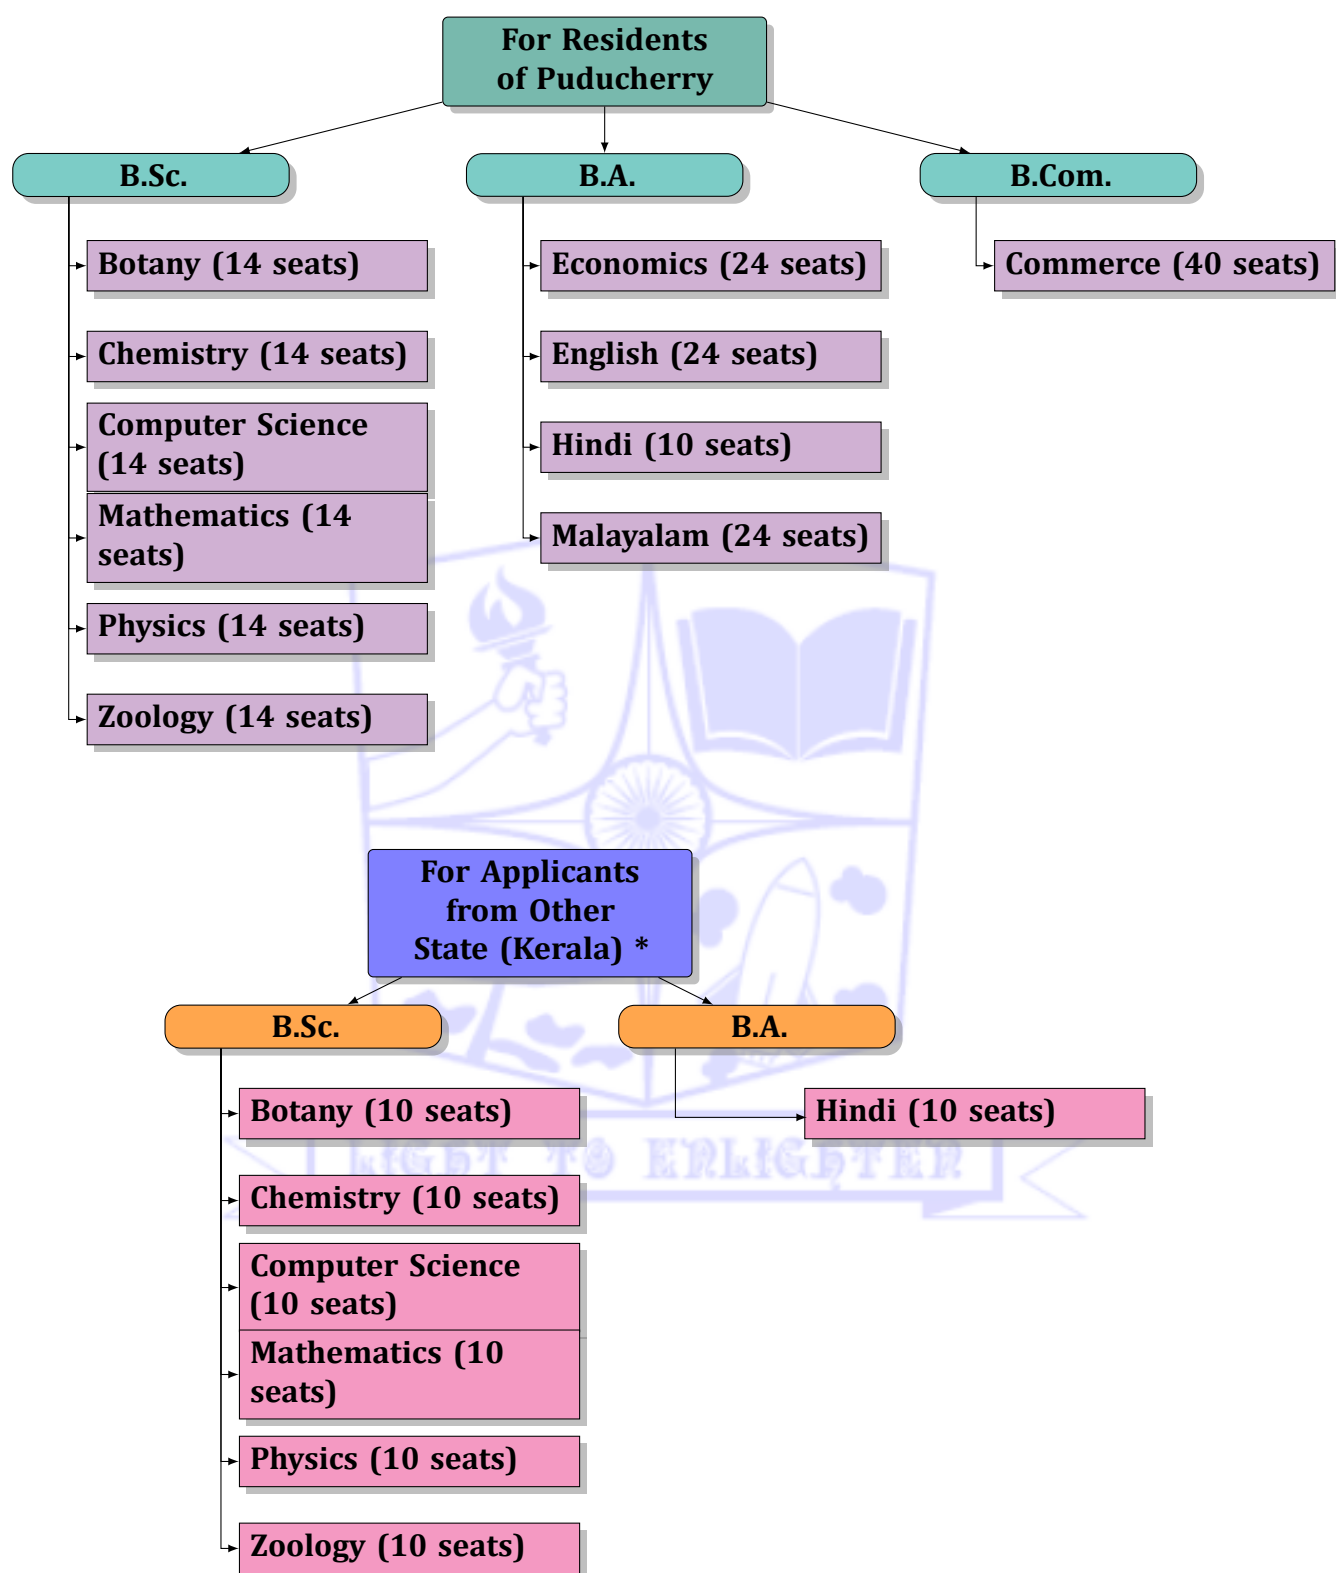 For Residents
of Puducherry
B.Sc.
B.A.
B.Com.
Botany (14 seats)
Economics (24 seats)
Commerce (40 seats)
Chemistry (14 seats)
English (24 seats)
Computer Science
(14 seats)
Hindi (10 seats)
Mathematics (14
seats)
Malayalam (24 seats)
Physics (14 seats)
Zoology (14 seats)
For Applicants
from Other
State (Kerala) *
B.Sc.
B.A.
Botany (10 seats)
Hindi (10 seats)
LIGHT TO ENLIGHTEN
Chemistry (10 seats)
Computer Science
(10 seats)
Mathematics (10
seats)
Physics (10 seats)
Zoology (10 seats)